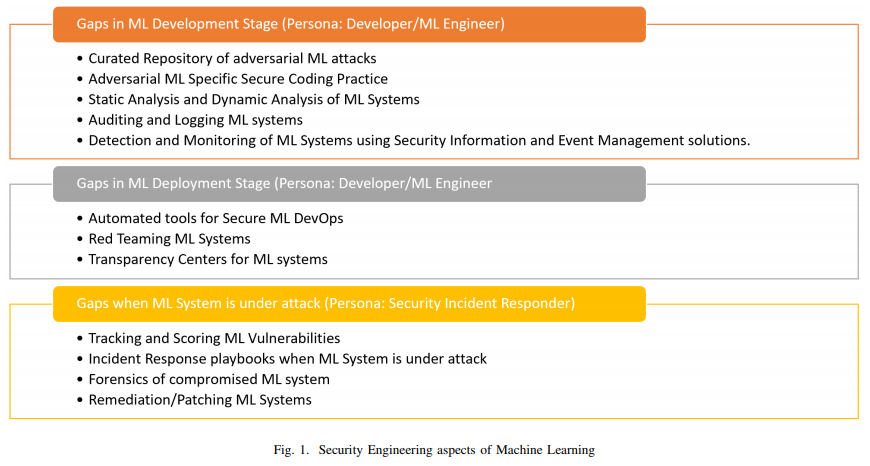 Gaps in ML Development Stage (Persona: Developer/ML Engineer)
• Curated Repository of adversarial ML attacks
• Adversarial ML Specific Secure Coding Practice
• Static Analysis and Dynamic Analysis of ML Systems
• Auditing and Logging ML systems
• Detection and Monitoring of ML Systems using Security Information and Event Management solutions.
Gaps in ML Deployment Stage (Persona: Developer/ML Engineer
• Automated tools for Secure ML DevOps
• Red Teaming ML Systems
• Transparency Centers for ML systems
Gaps when ML System is under attack (Persona: Security Incident Responder)
• Tracking and Scoring ML Vulnerabilities
• Incident Response playbooks when ML System is under attack
• Forensics of compromised ML system
• Remediation/Patching ML Systems
Fig. 1. Security Engineering aspects of Machine Learning